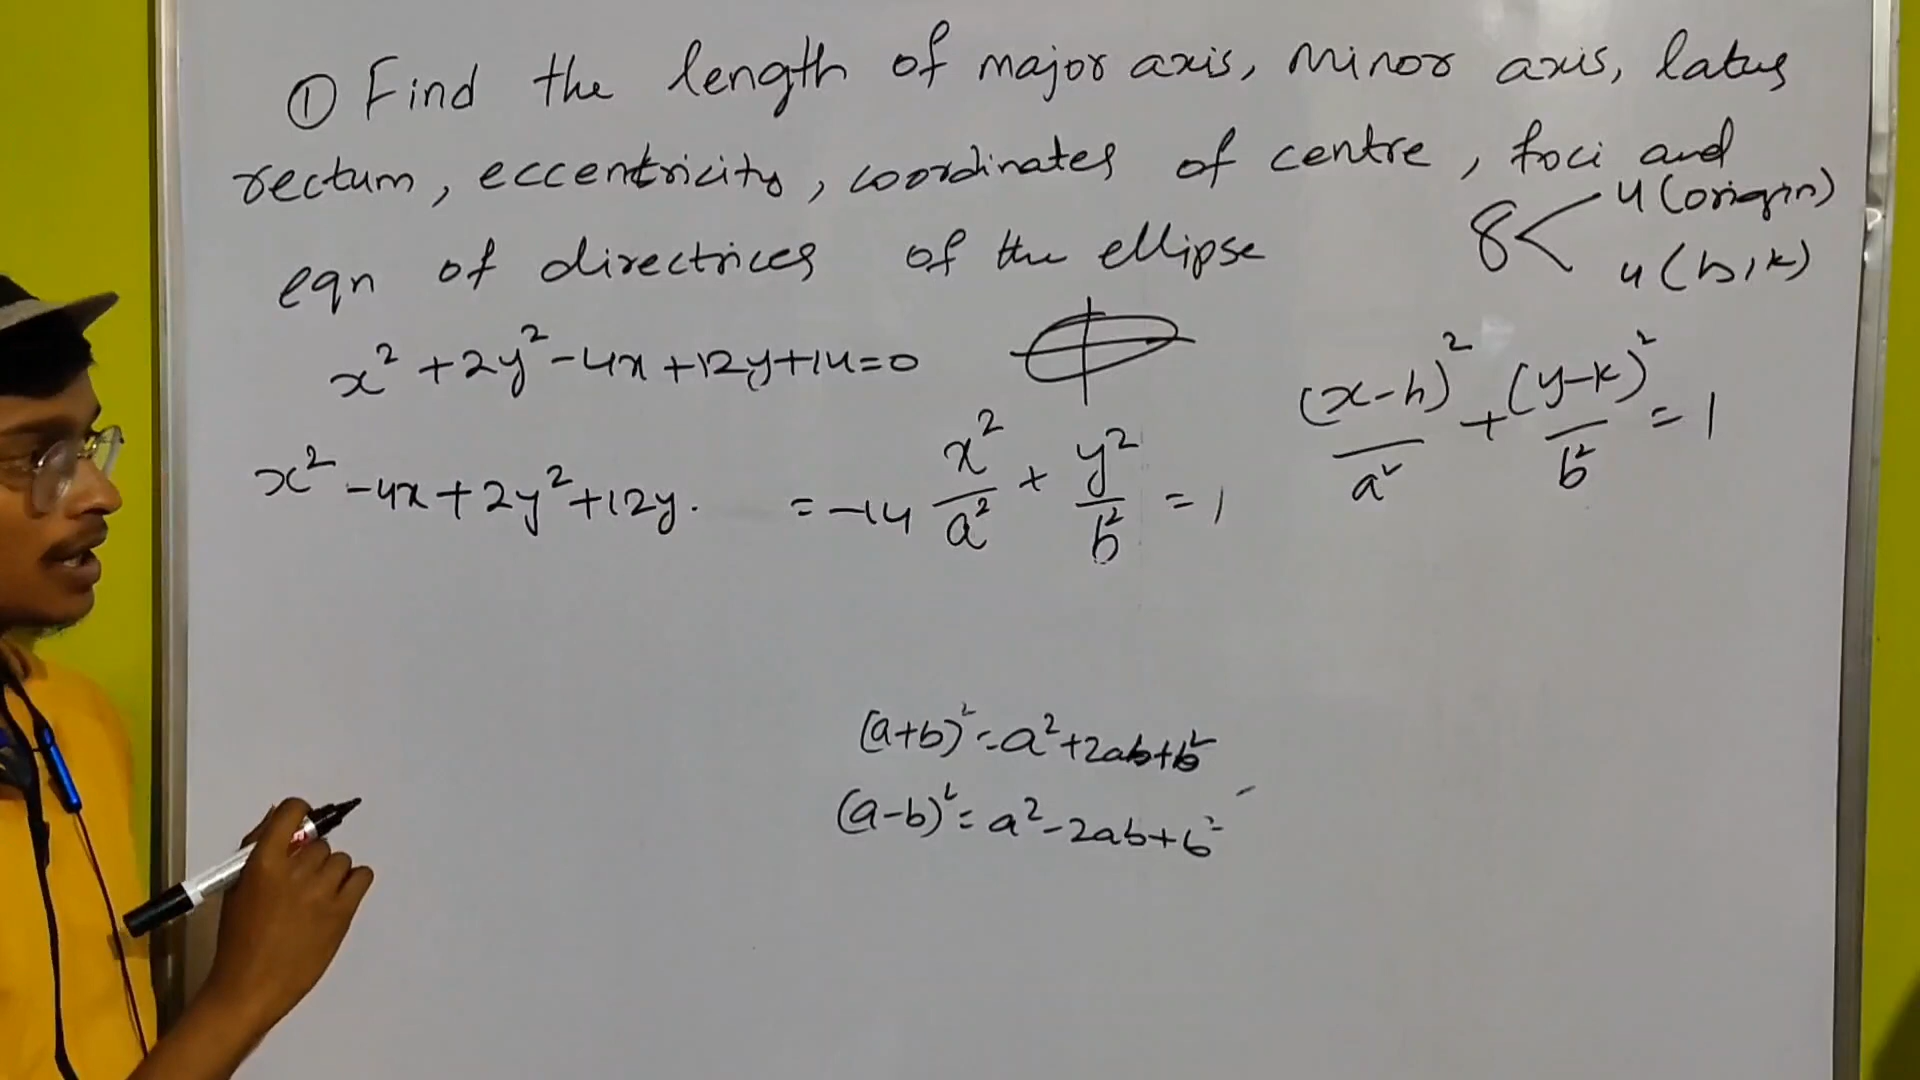 ① Find the length of major axis, minor axis, latus
rectum, eccentricity, coordinates of centre, foci and
eqn of directrices of the ellipse
8 < 4 (origin)
4 (h, k)
x² + 2y² - 4x + 12y + 14 = 0
(x-h)²/a² + (y-k)²/b² = 1
x² - 4x + 2y² + 12y. = -14
x²/a² + y²/b² = 1
(a+b)² = a² + 2ab + b²
(a-b)² = a² - 2ab + b²